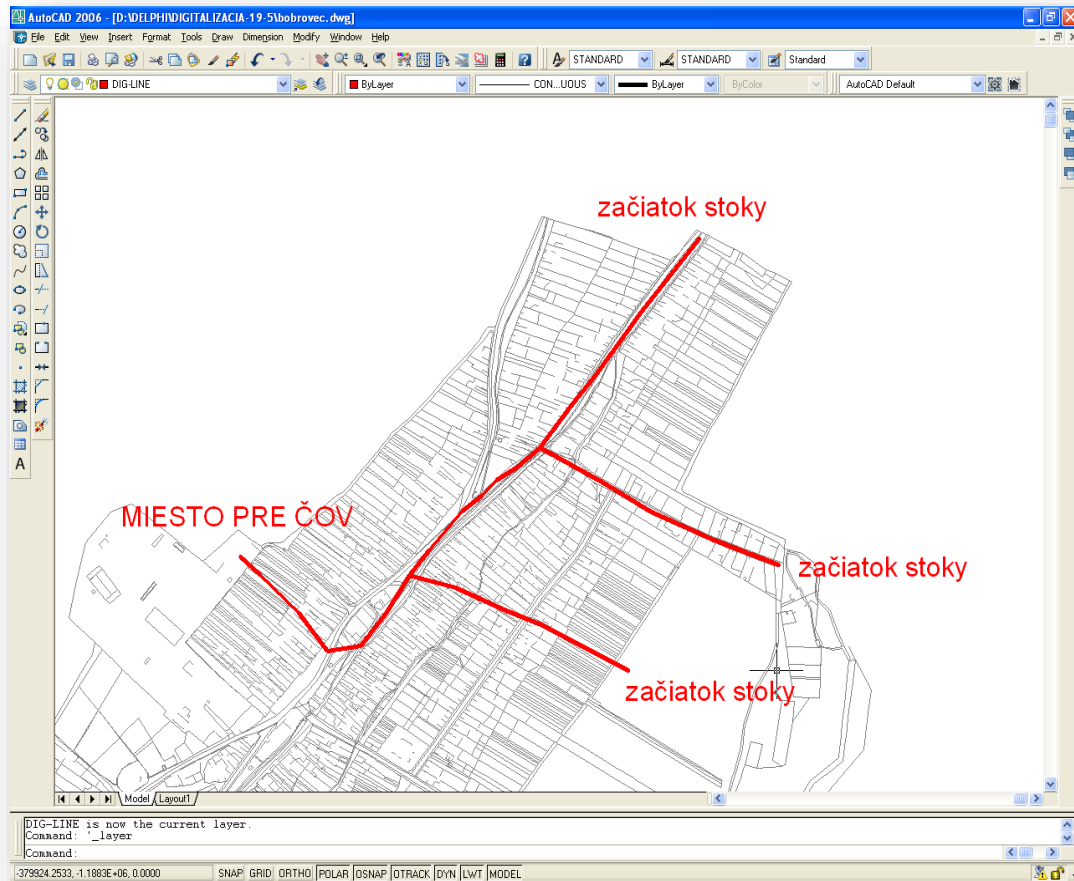 AutoCAD 2006 - [D:\DELPHI\DIGITALIZACIA-19-5\bobrovec.dwg]
File Edit View Insert Format Tools Draw Dimension Modify Window Help
STANDARD STANDARD Standard
DIG-LINE ByLayer CON...UOUS ByLayer ByColor AutoCAD Default
začiatok stoky
MIESTO PRE ČOV
začiatok stoky
začiatok stoky
A
Model Layout1
DIG-LINE is now the current layer.
Command: '_layer
Command:
-379924.2533, -1.1883E+06, 0.0000 SNAP GRID ORTHO POLAR OSNAP OTRACK DYN LWT MODEL